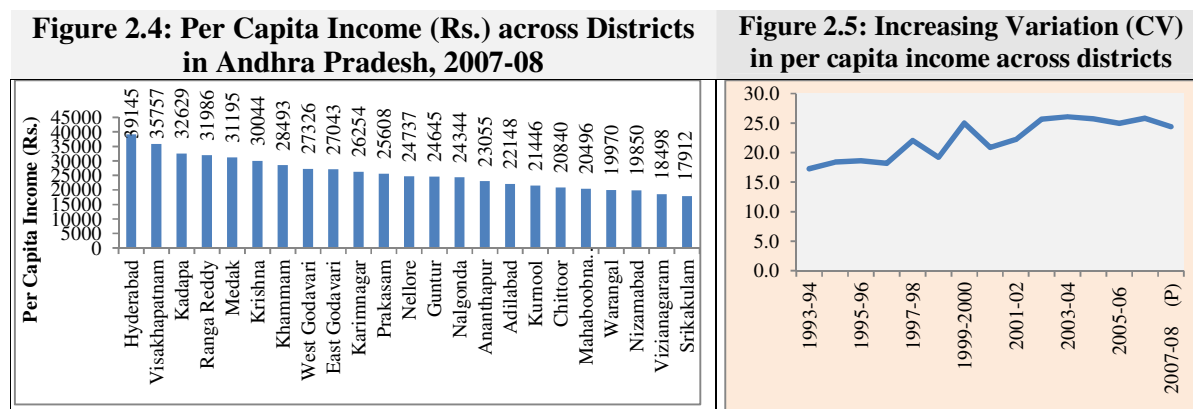 Figure 2.4: Per Capita Income (Rs.) across Districts
in Andhra Pradesh, 2007-08
Per Capita Income (Rs.)
45000
40000
35000
30000
25000
20000
15000
10000
5000
0
39145
35757
32629
31986
31195
30044
28493
27326
27043
26254
25608
24737
24645
24344
23055
22148
21446
20840
20496
19970
19850
18498
17912
Hyderabad
Visakhapatnam
Kadapa
Ranga Reddy
Medak
Krishna
Khammam
West Godavari
East Godavari
Karimnagar
Prakasam
Nellore
Guntur
Nalgonda
Ananthapur
Adilabad
Kurnool
Chittoor
Mahaboobna.
Warangal
Nizamabad
Vizianagaram
Srikakulam
Figure 2.5: Increasing Variation (CV)
in per capita income across districts
30.0
25.0
20.0
15.0
10.0
5.0
0.0
1993-94
1995-96
1997-98
1999-2000
2001-02
2003-04
2005-06
2007-08 (P)